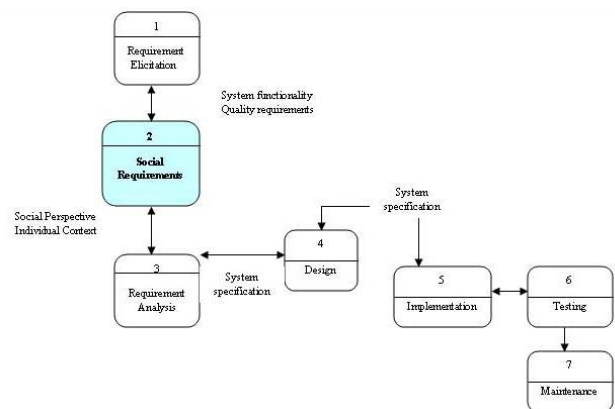 1
Requirement
Elicitation
System functionality
Quality requirements
2
Social
Requirements
Social Perspective
Individual Context
3
Requirement
Analysis
System
specification
4
Design
System
specification
5
Implementation
6
Testing
7
Maintenance